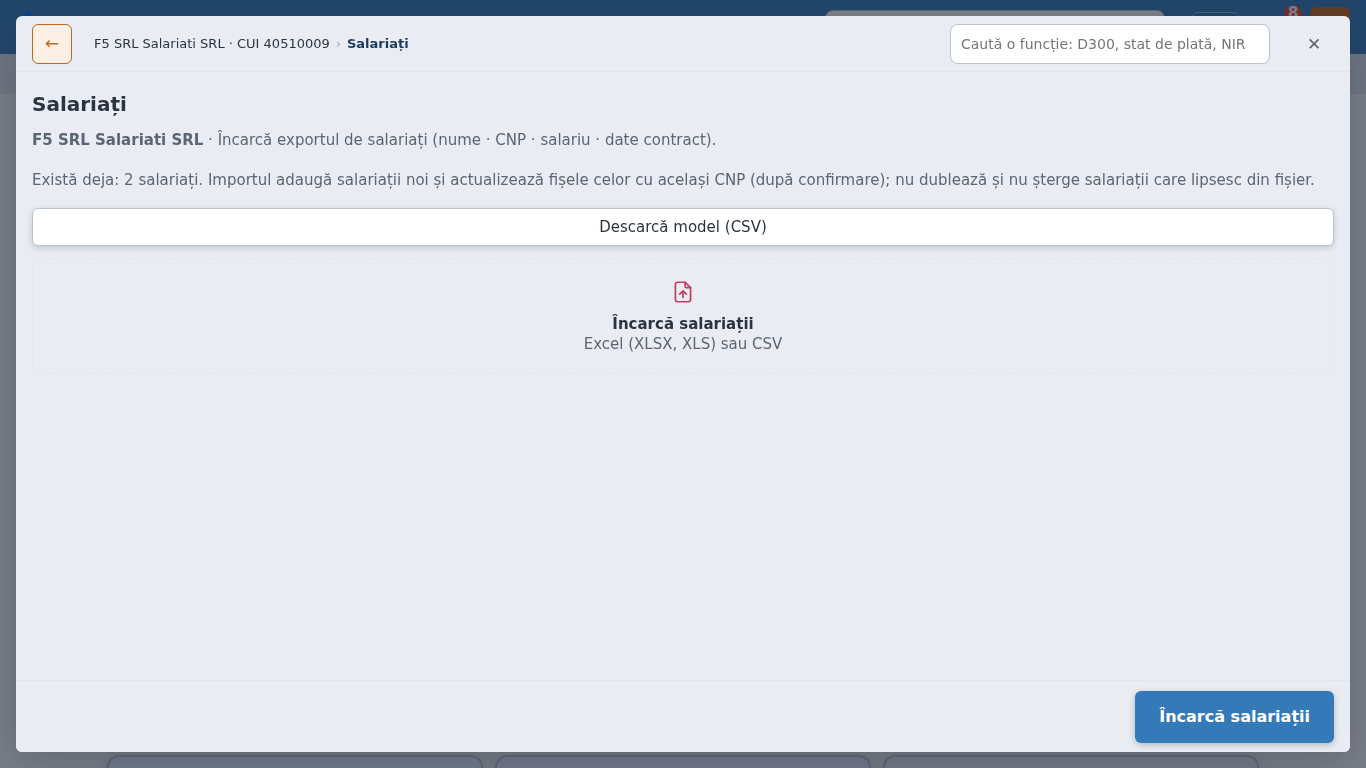 8
←
F5 SRL Salariati SRL · CUI 40510009 › Salariați
Caută o funcție: D300, stat de plată, NIR
✕
Salariați
F5 SRL Salariati SRL · Încarcă exportul de salariați (nume · CNP · salariu · date contract).
Există deja: 2 salariați. Importul adaugă salariații noi și actualizează fișele celor cu același CNP (după confirmare); nu dublează și nu șterge salariații care lipsesc din fișier.
Descarcă model (CSV)
Încarcă salariații
Excel (XLSX, XLS) sau CSV
Încarcă salariații